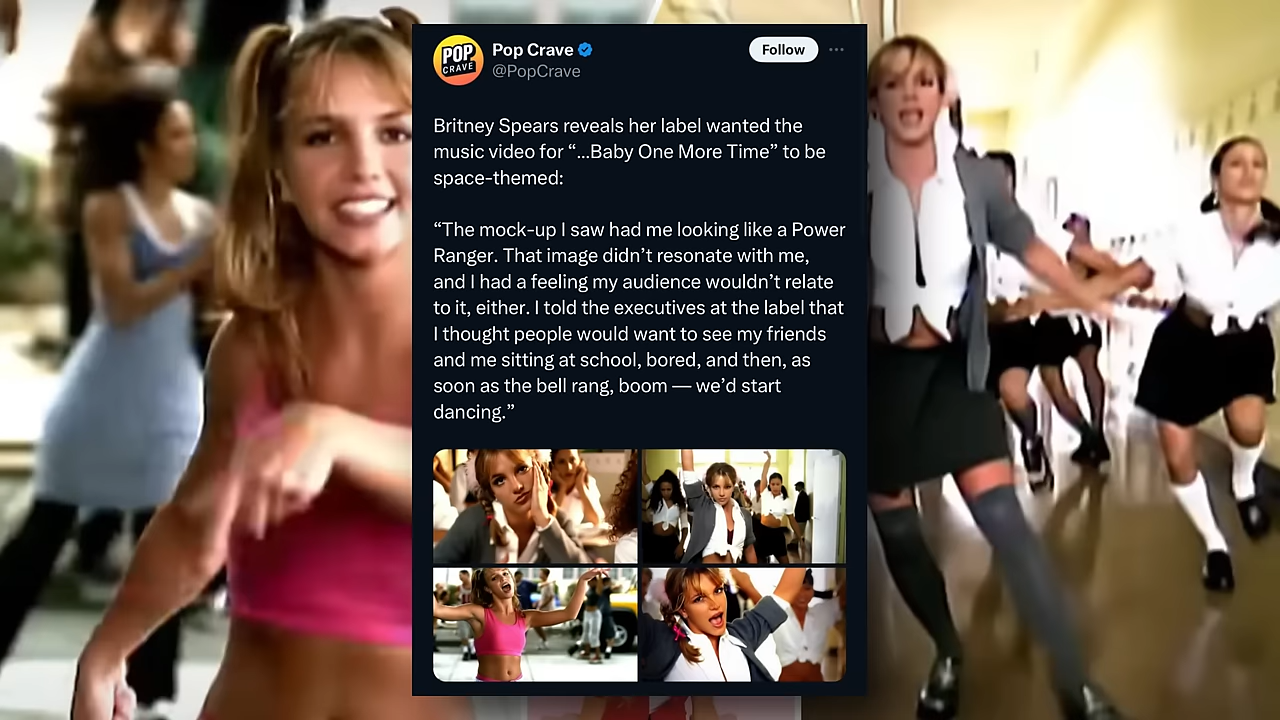 POP
CRAVE
Pop Crave
@PopCrave
Follow
Britney Spears reveals her label wanted the
music video for “...Baby One More Time” to be
space-themed:
“The mock-up I saw had me looking like a Power
Ranger. That image didn’t resonate with me,
and I had a feeling my audience wouldn’t relate
to it, either. I told the executives at the label that
I thought people would want to see my friends
and me sitting at school, bored, and then, as
soon as the bell rang, boom — we’d start
dancing.”